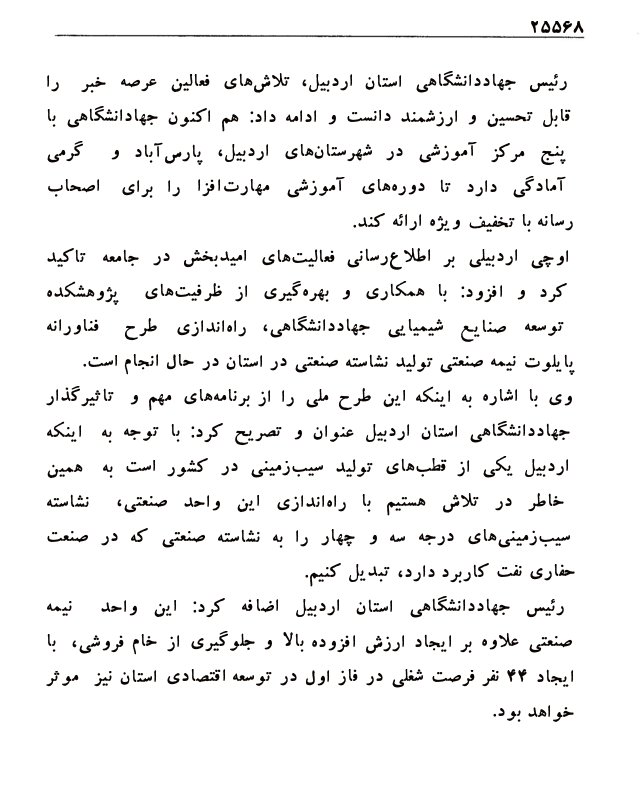 ۲۵۵۶۸
رئیس جهاددانشگاهی استان اردبیل، تلاش‌های فعالین عرصه خبر را
قابل تحسین و ارزشمند دانست و ادامه داد: هم اکنون جهادانشگاهی با
پنج مرکز آموزشی در شهرستان‌های اردبیل، پارس‌آباد و گرمی
آمادگی دارد تا دوره‌های آموزشی مهارت‌افزا را برای اصحاب
رسانه با تخفیف ویژه ارائه کند.
اوچی اردبیلی بر اطلاع‌رسانی فعالیت‌های امیدبخش در جامعه تاکید
کرد و افزود: با همکاری و بهره‌گیری از ظرفیت‌های پژوهشکده
توسعه صنایع شیمیایی جهاددانشگاهی، راه‌اندازی طرح فناورانه
پایلوت نیمه صنعتی تولید نشاسته صنعتی در استان در حال انجام است.
وی با اشاره به اینکه این طرح ملی را از برنامه‌های مهم و تاثیرگذار
جهاددانشگاهی استان اردبیل عنوان و تصریح کرد: با توجه به اینکه
اردبیل یکی از قطب‌های تولید سیب‌زمینی در کشور است به همین
خاطر در تلاش هستیم با راه‌اندازی این واحد صنعتی، نشاسته
سیب‌زمینی‌های درجه سه و چهار را به نشاسته صنعتی که در صنعت
حفاری نفت کاربرد دارد، تبدیل کنیم.
رئیس جهاددانشگاهی استان اردبیل اضافه کرد: این واحد نیمه
صنعتی علاوه بر ایجاد ارزش افزوده بالا و جلوگیری از خام فروشی، با
ایجاد ۴۴ نفر فرصت شغلی در فاز اول در توسعه اقتصادی استان نیز موثر
خواهد بود.